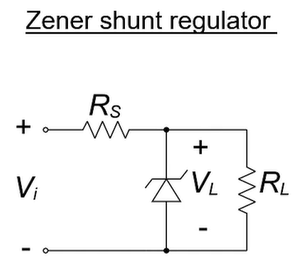 Zener shunt regulator
RS
+
+
Vi
VL
RL
-
-